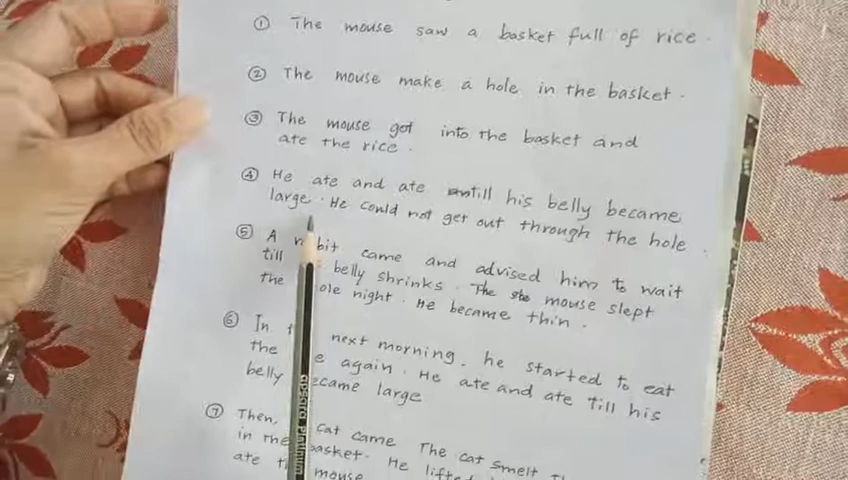 ① The mouse saw a basket full of rice.
② The mouse make a hole in the basket.
③ The mouse got into the basket and
ate the rice.
④ He ate and ate till his belly became
large. He could not get out through the hole.
⑤ A came and advised him to wait
till belly shrinks. The mouse slept
the night. He became thin.
⑥ In next morning. he started to eat
the again. He ate and ate till his
belly became large
⑦ Then, cat came The cat smelt
in the basket. He lifted
ate mouse
apsara Platinum